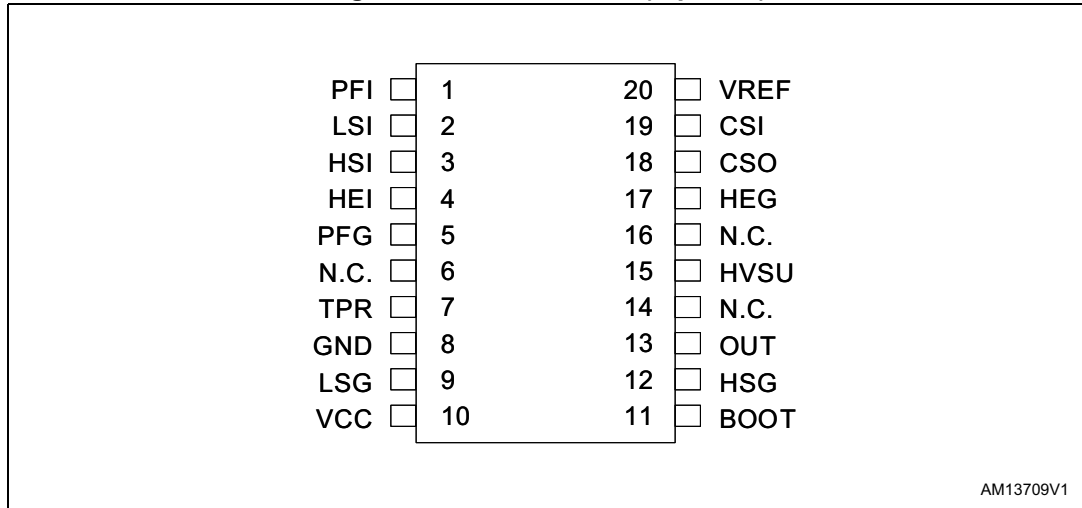 PFI 1 20 VREF
LSI 2 19 CSI
HSI 3 18 CSO
HEI 4 17 HEG
PFG 5 16 N.C.
N.C. 6 15 HVSU
TPR 7 14 N.C.
GND 8 13 OUT
LSG 9 12 HSG
VCC 10 11 BOOT
AM13709V1